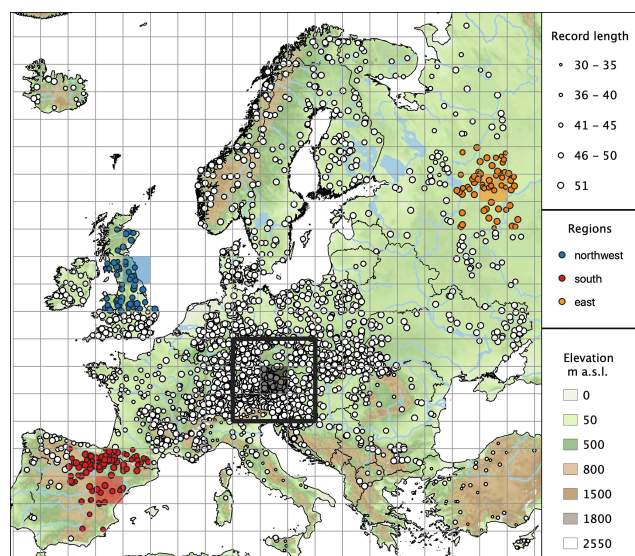 Record length
30 – 35
36 – 40
41 – 45
46 – 50
51
Regions
northwest
south
east
Elevation
m a.s.l.
0
50
500
800
1500
1800
2550